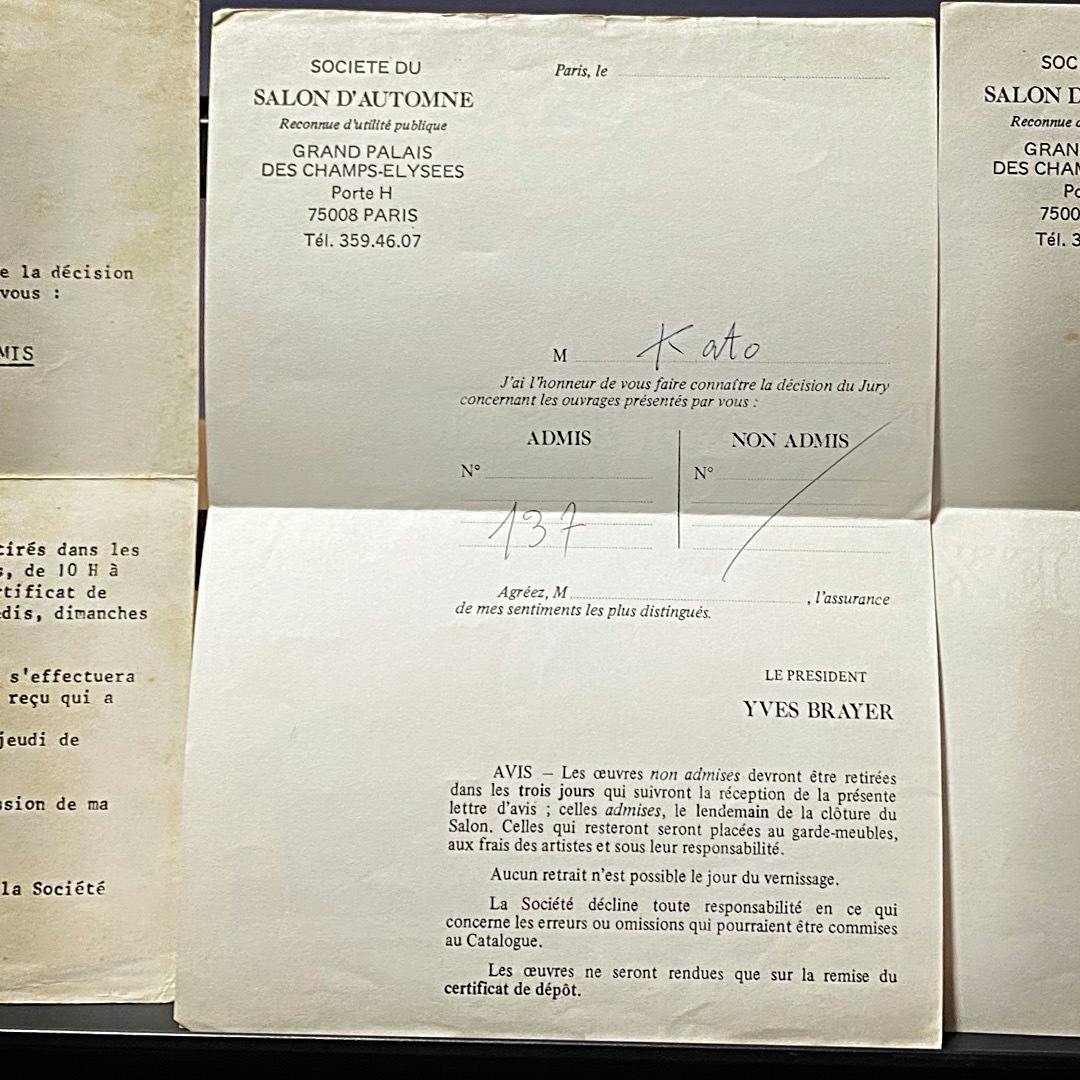 e la décision
vous :
MIS
tirés dans les
s, de 10 H à
rtificat de
edis, dimanches
s'effectuera
reçu qui a
jeudi de
ssion de ma
la Société
SOCIETE DU
SALON D'AUTOMNE
Reconnue d'utilité publique
GRAND PALAIS
DES CHAMPS-ELYSEES
Porte H
75008 PARIS
Tél. 359.46.07
Paris, le
M Kato
J'ai l'honneur de vous faire connaître la décision du Jury
concernant les ouvrages présentés par vous :
ADMIS
NON ADMIS
N°
N°
137
Agréez, M , l'assurance
de mes sentiments les plus distingués.
LE PRESIDENT
YVES BRAYER
AVIS — Les œuvres non admises devront être retirées
dans les trois jours qui suivront la réception de la présente
lettre d'avis ; celles admises, le lendemain de la clôture du
Salon. Celles qui resteront seront placées au garde-meubles,
aux frais des artistes et sous leur responsabilité.
Aucun retrait n'est possible le jour du vernissage.
La Société décline toute responsabilité en ce qui
concerne les erreurs ou omissions qui pourraient être commises
au Catalogue.
Les œuvres ne seront rendues que sur la remise du
certificat de dépôt.
SOC
SALON D
Reconnue d
GRAN
DES CHAM
Po
7500
Tél. 3